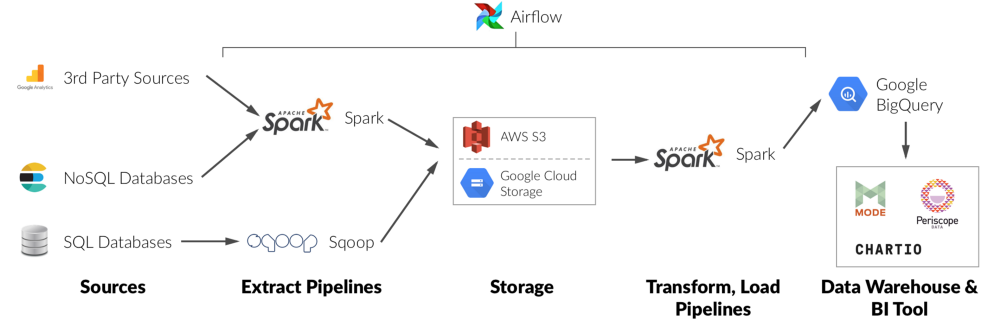 Airflow
Google Analytics
3rd Party Sources
NoSQL Databases
SQL Databases
APACHE
Spark
Spark
sqoop
Sqoop
AWS S3
Google Cloud
Storage
APACHE
Spark
Spark
Google
BigQuery
MODE
Periscope
DATA
CHARTIO
Sources
Extract Pipelines
Storage
Transform, Load
Pipelines
Data Warehouse &
BI Tool